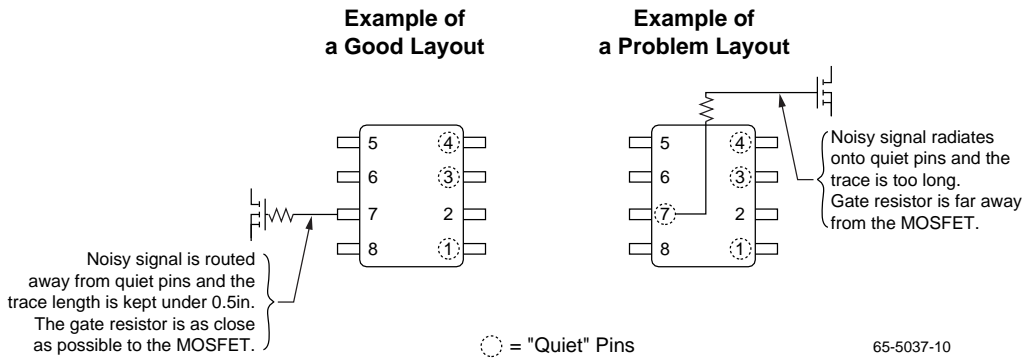 Example of
a Good Layout
Example of
a Problem Layout
5
4
6
3
7
2
8
1
5
4
6
3
7
2
8
1
Noisy signal radiates
onto quiet pins and the
trace is too long.
Gate resistor is far away
from the MOSFET.
Noisy signal is routed
away from quiet pins and the
trace length is kept under 0.5in.
The gate resistor is as close
as possible to the MOSFET.
= "Quiet" Pins
65-5037-10